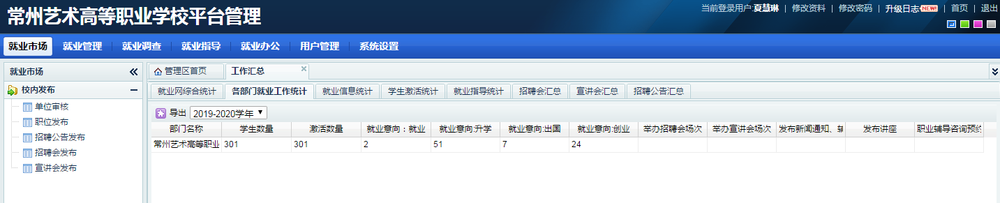 常州艺术高等职业学校平台管理
当前登录用户:夏慧琳 | 修改资料 | 修改密码 | 升级日志 NEW! | 首页 | 退出
就业市场 就业管理 就业调查 就业指导 就业办公 用户管理 系统设置
就业市场
管理区首页 工作汇总
校内发布
就业网综合统计 各部门就业工作统计 就业信息统计 学生激活统计 就业指导统计 招聘会汇总 宣讲会汇总 招聘公告汇总
单位审核
职位发布
招聘公告发布
招聘会发布
宣讲会发布
导出 2019-2020学年
部门名称 学生数量 激活数量 就业意向：就业 就业意向:升学 就业意向:出国 就业意向:创业 举办招聘会场次 举办宣讲会场次 发布新闻通知、 发布讲座 职业辅导咨询预约
常州艺术高等职业 301 301 2 51 7 24